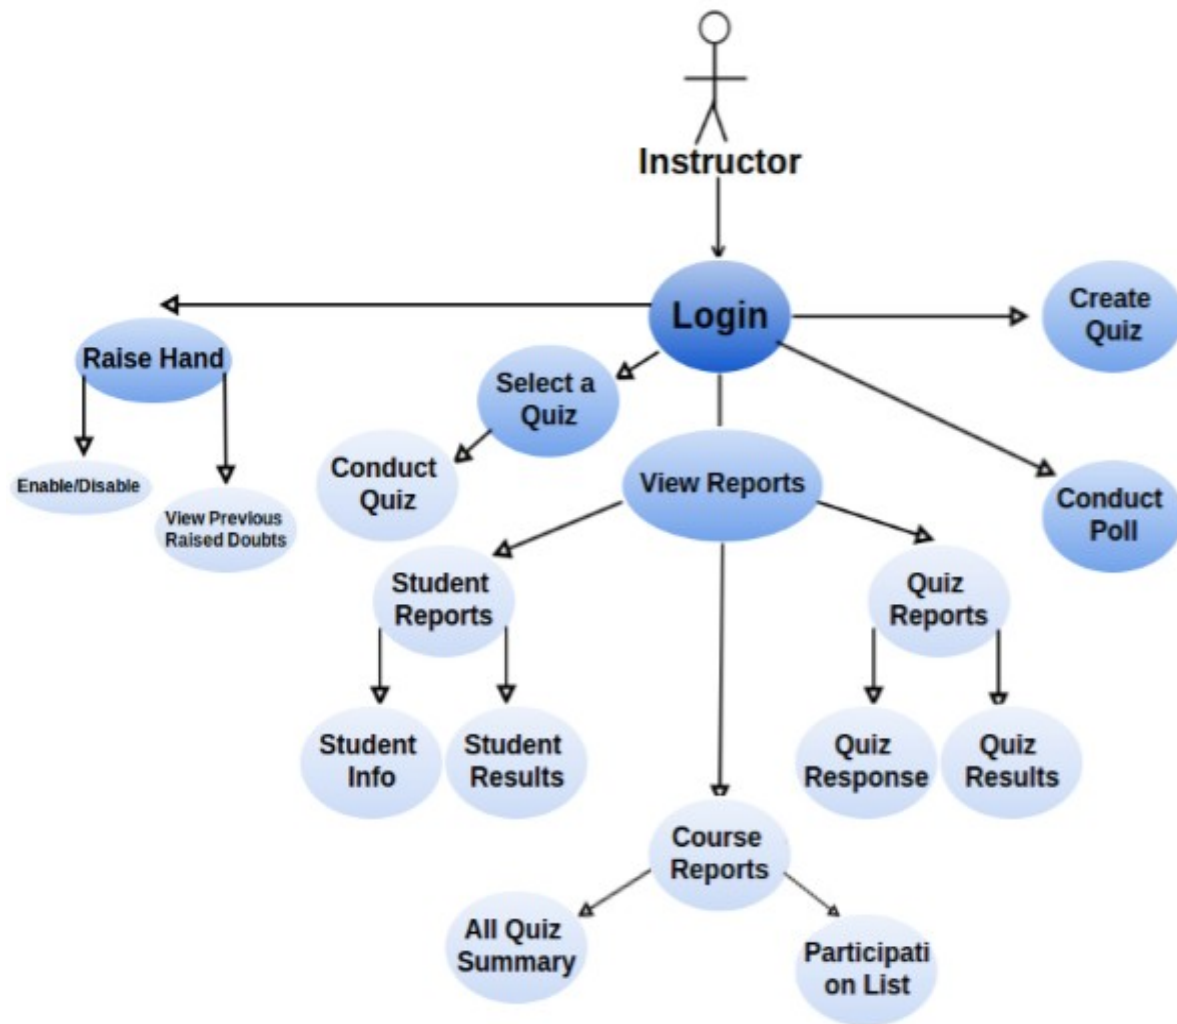 Instructor
Login
Create
Quiz
Raise Hand
Select a
Quiz
Enable/Disable
View Previous
Raised Doubts
Conduct
Quiz
View Reports
Conduct
Poll
Student
Reports
Quiz
Reports
Student
Info
Student
Results
Quiz
Response
Quiz
Results
Course
Reports
All Quiz
Summary
Participati
on List